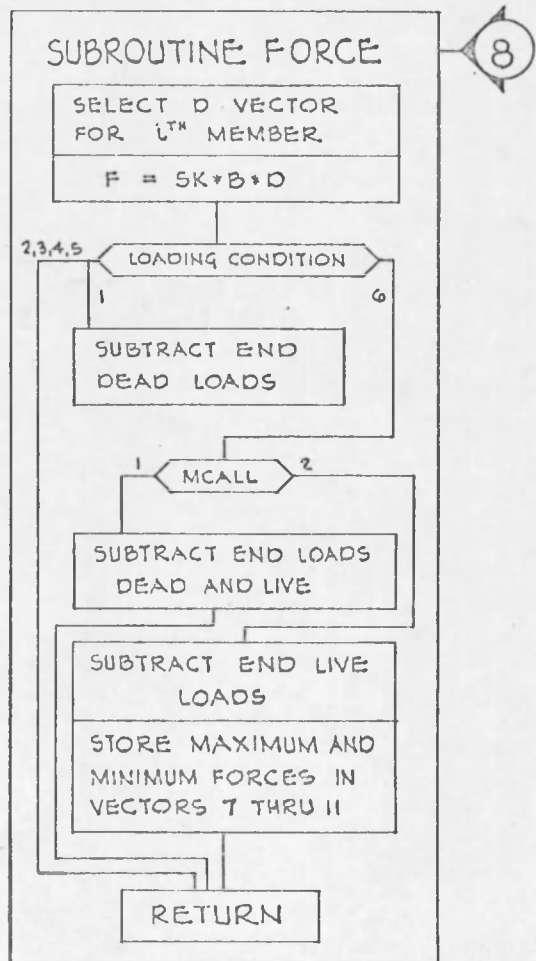 SUBROUTINE FORCE
8
SELECT D VECTOR
FOR iTH MEMBER
F = SK*B*D
2,3,4,5
LOADING CONDITION
1
6
SUBTRACT END
DEAD LOADS
1
MCALL
2
SUBTRACT END LOADS
DEAD AND LIVE
SUBTRACT END LIVE
LOADS
STORE MAXIMUM AND
MINIMUM FORCES IN
VECTORS 7 THRU 11
RETURN